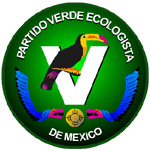 PARTIDO VERDE ECOLOGISTA
V
DE MEXICO